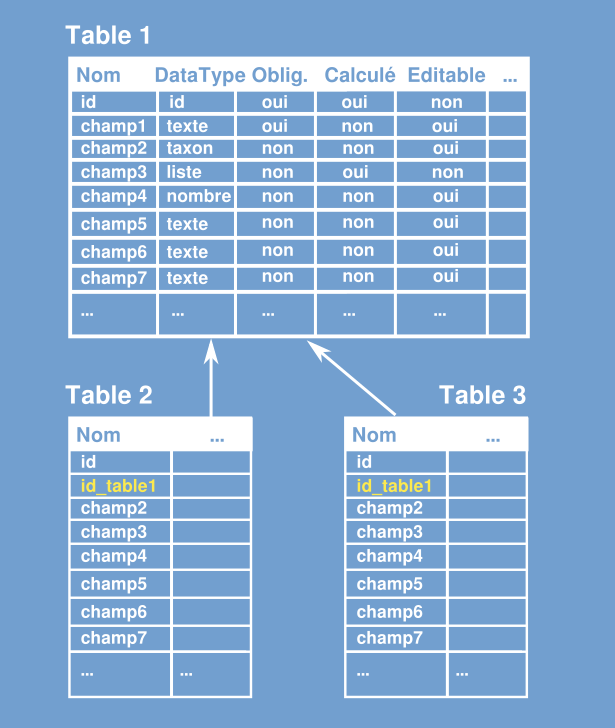 Table 1
Nom DataType Oblig. Calculé Editable ...
id id oui oui non
champ1 texte oui non oui
champ2 taxon non non oui
champ3 liste non oui non
champ4 nombre non non oui
champ5 texte non non oui
champ6 texte non non oui
champ7 texte non non oui
... ... ... ... ...
Table 2
Nom ...
id
id_table1
champ2
champ3
champ4
champ5
champ6
champ7
... ...
Table 3
Nom ...
id
id_table1
champ2
champ3
champ4
champ5
champ6
champ7
... ...